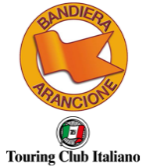 BANDIERA
ARANCIONE
Touring Club Italiano